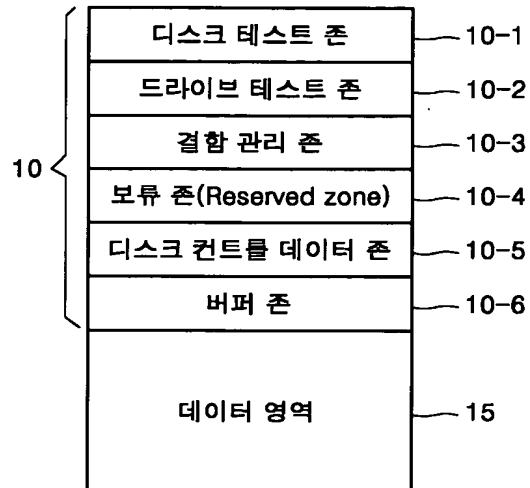 디스크 테스트 존 10-1
드라이브 테스트 존 10-2
결함 관리 존 10-3
10
보류 존(Reserved zone) 10-4
디스크 컨트롤 데이터 존 10-5
버퍼 존 10-6
데이터 영역 15